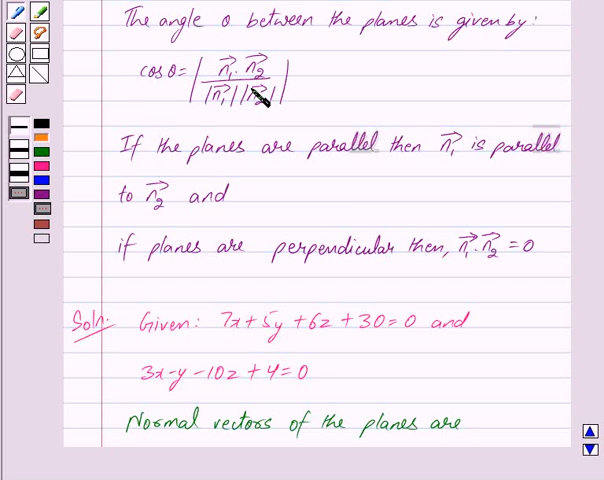 The angle θ between the planes is given by:
cos θ = | n₁⃗ . n₂⃗ / |n₁⃗| |n₂⃗| |
If the planes are parallel then n₁⃗ is parallel
to n₂⃗ and
if planes are perpendicular then, n₁⃗ . n₂⃗ = 0
Soln. Given: 7x + 5y + 6z + 30 = 0 and
3x - y - 10z + 4 = 0
Normal vectors of the planes are